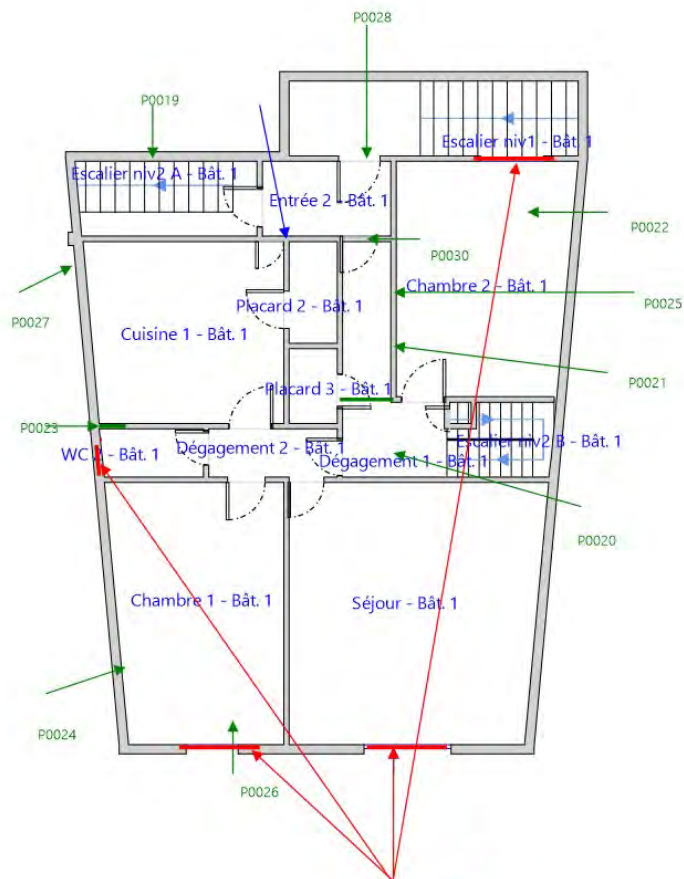 P0028
P0019
Escalier niv1 - Bât. 1
Escalier niv2 A - Bât. 1
Entrée 2 - Bât. 1
P0022
P0030
Chambre 2 - Bât. 1
P0025
Placard 2 - Bât. 1
P0027
Cuisine 1 - Bât. 1
P0021
Placard 3 - Bât. 1
P0023
Escalier niv2 B - Bât. 1
Dégagement 2 - Bât. 1
WC - Bât. 1
Dégagement 1 - Bât. 1
P0020
Chambre 1 - Bât. 1
Séjour - Bât. 1
P0024
P0026